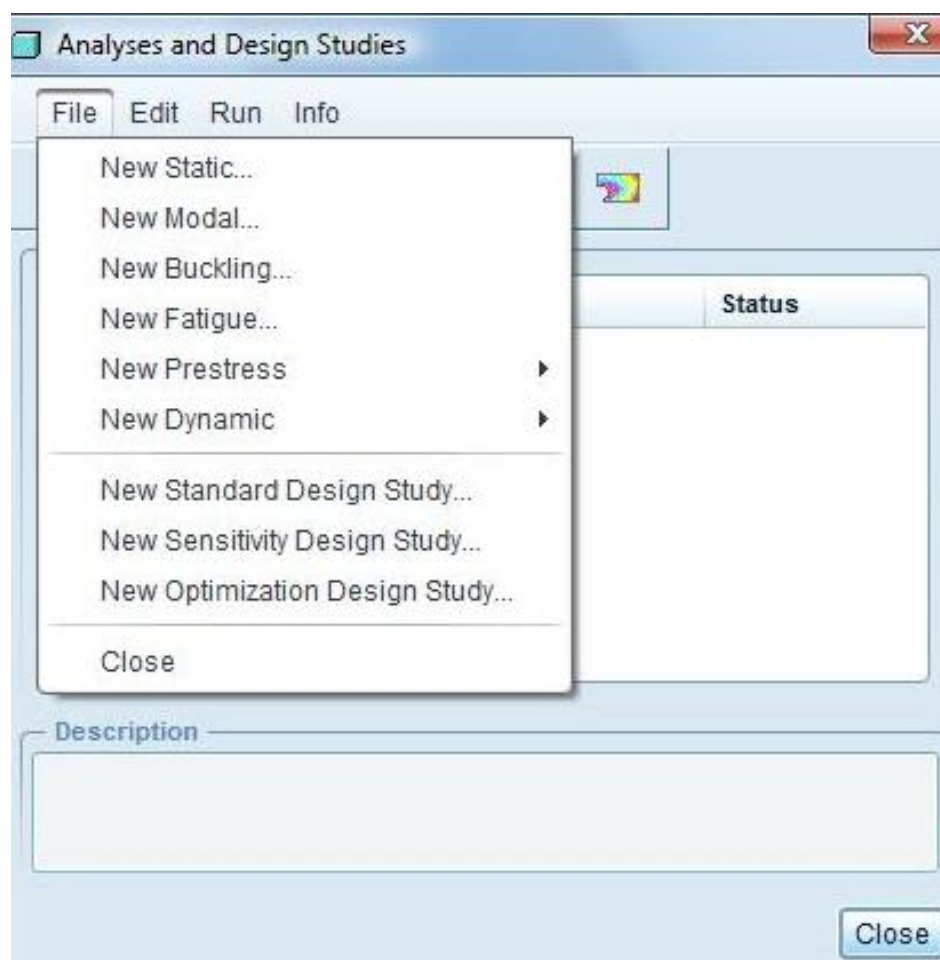 Analyses and Design Studies
File Edit Run Info
New Static...
New Modal...
New Buckling...
New Fatigue...
New Prestress
New Dynamic
New Standard Design Study...
New Sensitivity Design Study...
New Optimization Design Study...
Close
Status
Description
Close